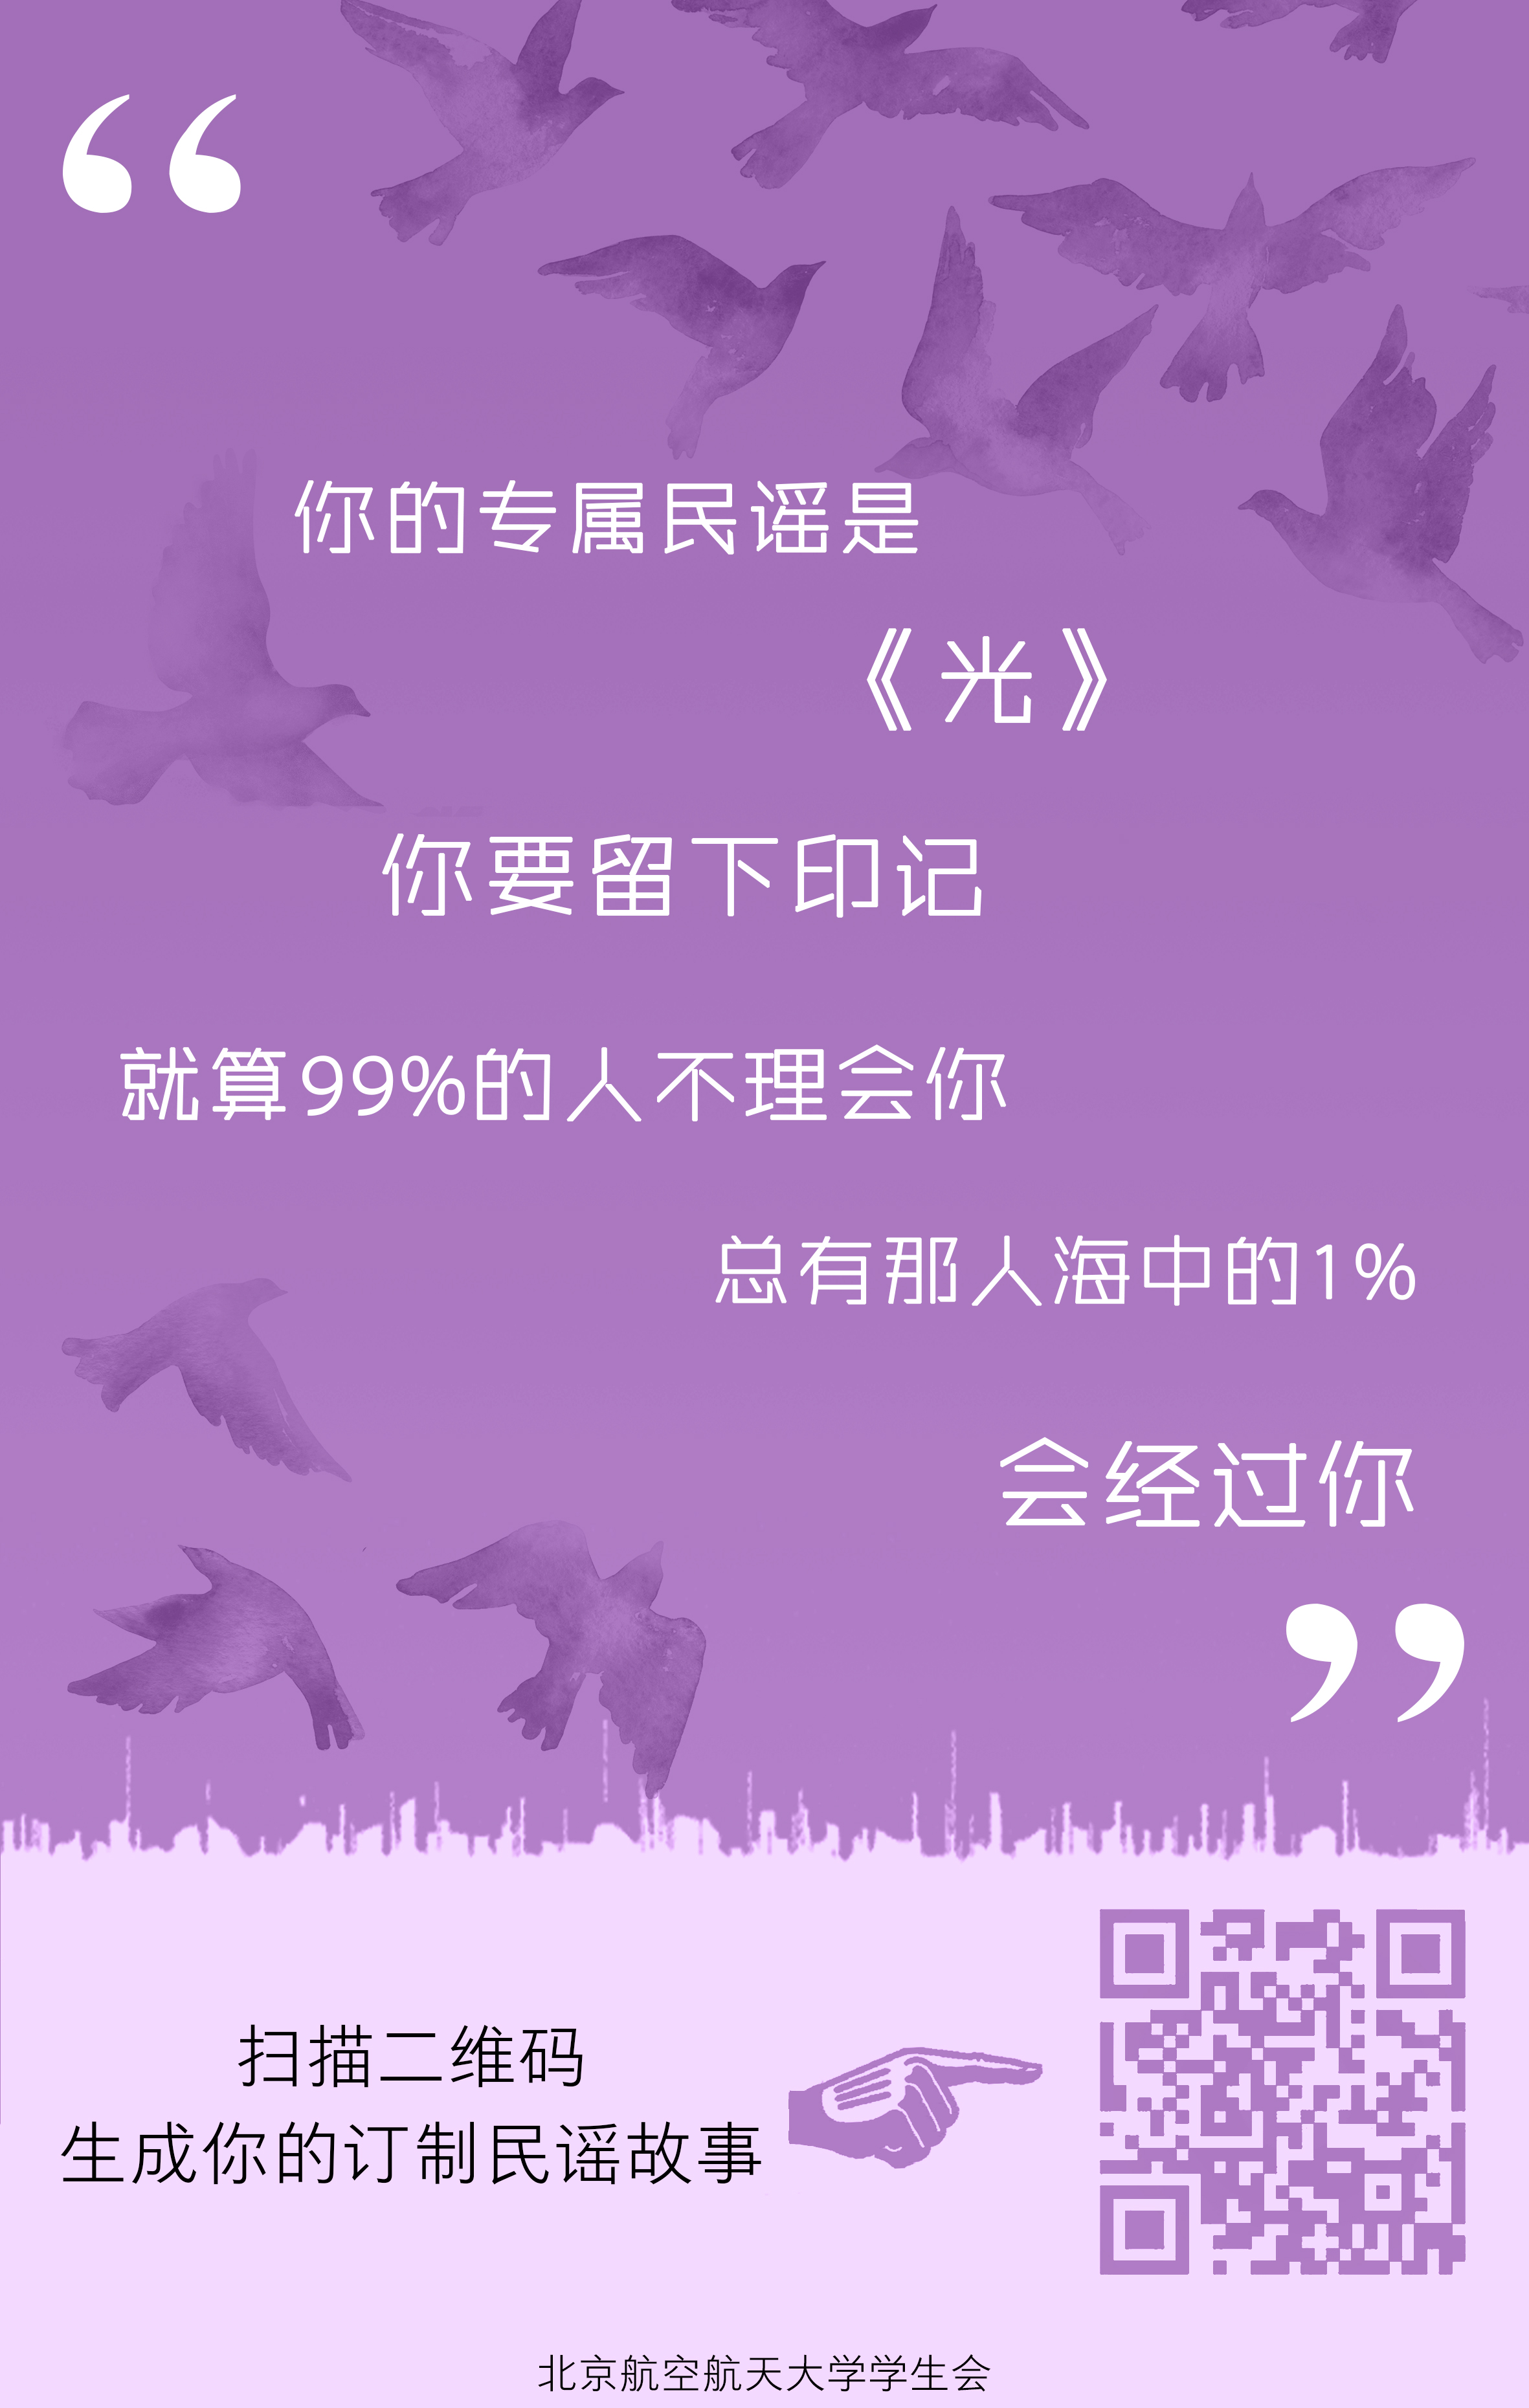 “
你的专属民谣是
《光》
你要留下印记
就算99%的人不理会你
总有那人海中的1%
会经过你
”
扫描二维码
生成你的订制民谣故事
北京航空航天大学学生会